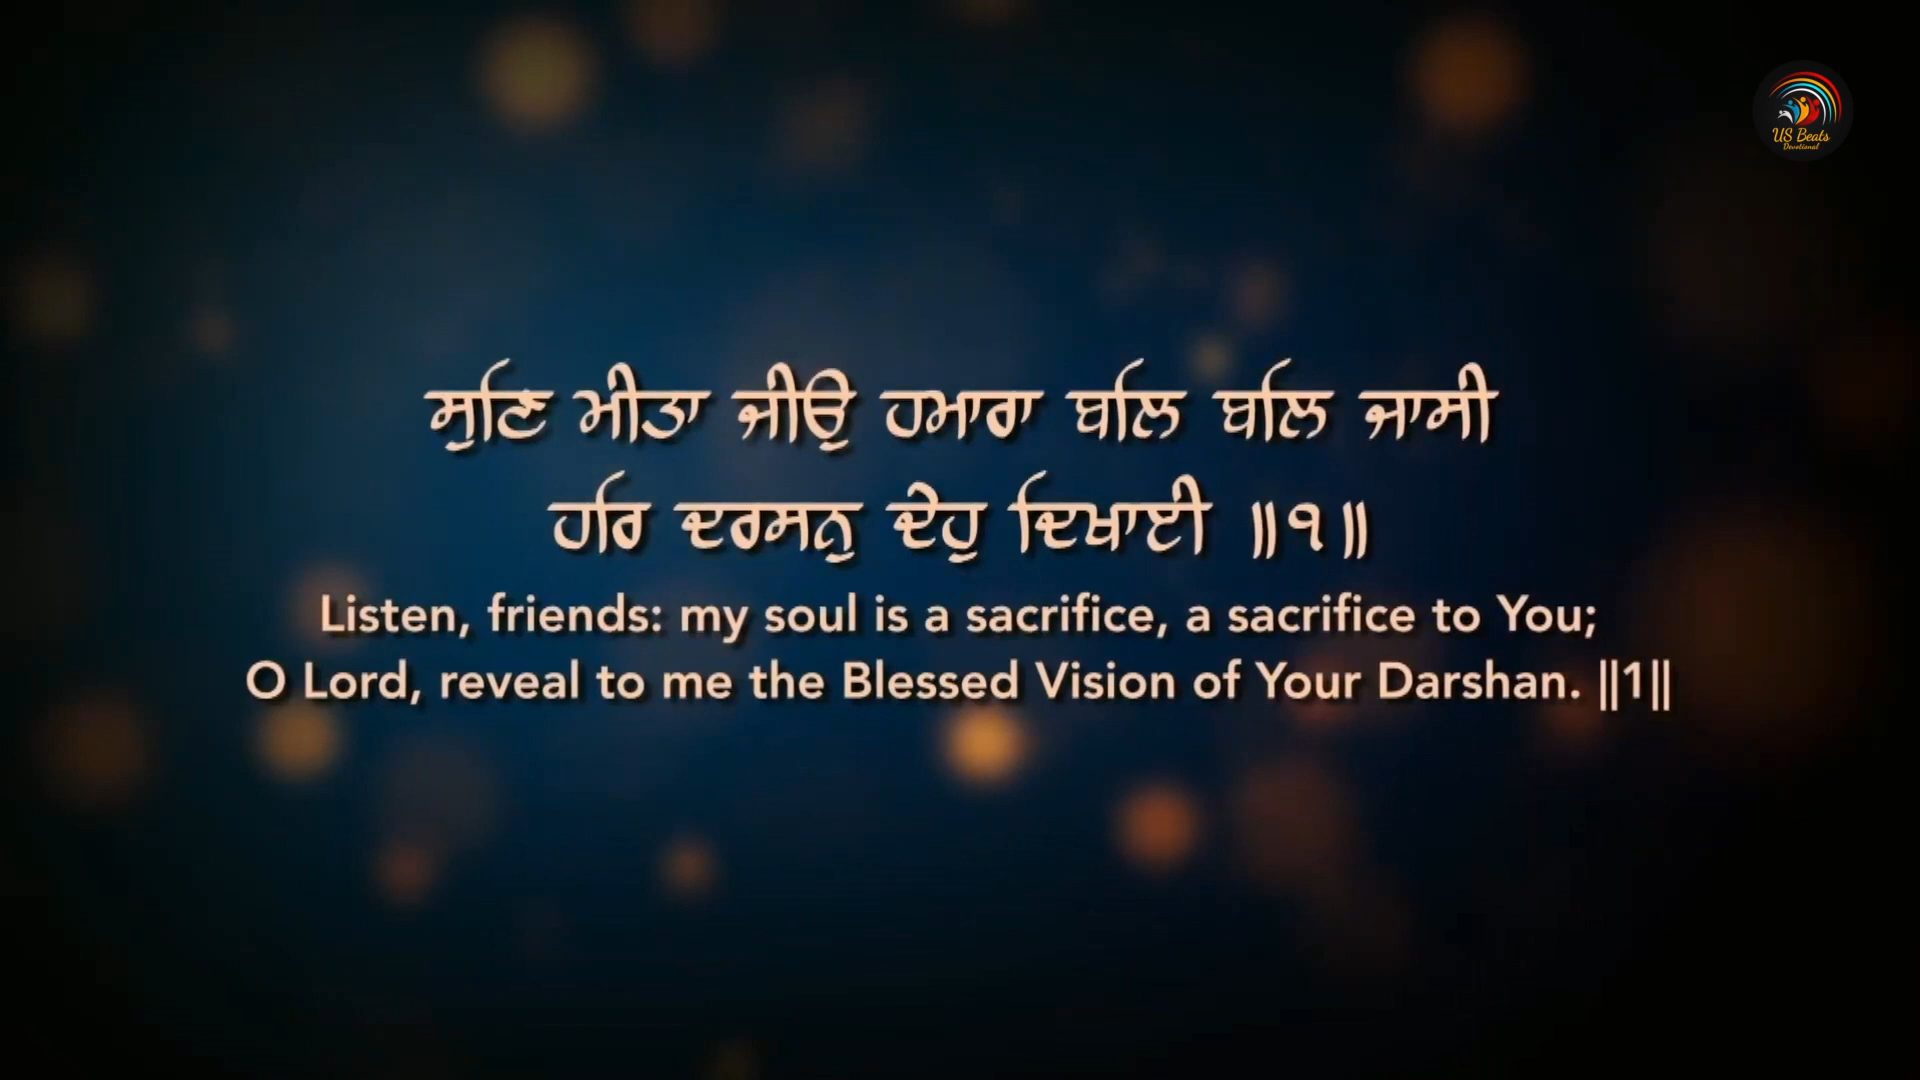 US Beats
Devotional
ਸੁਣਿ ਮੀਤਾ ਜੀਉ ਹਮਾਰਾ ਬਲਿ ਬਲਿ ਜਾਸੀ
ਹਰਿ ਦਰਸਨੁ ਦੇਹੁ ਦਿਖਾਈ ॥੧॥
Listen, friends: my soul is a sacrifice, a sacrifice to You;
O Lord, reveal to me the Blessed Vision of Your Darshan. ||1||